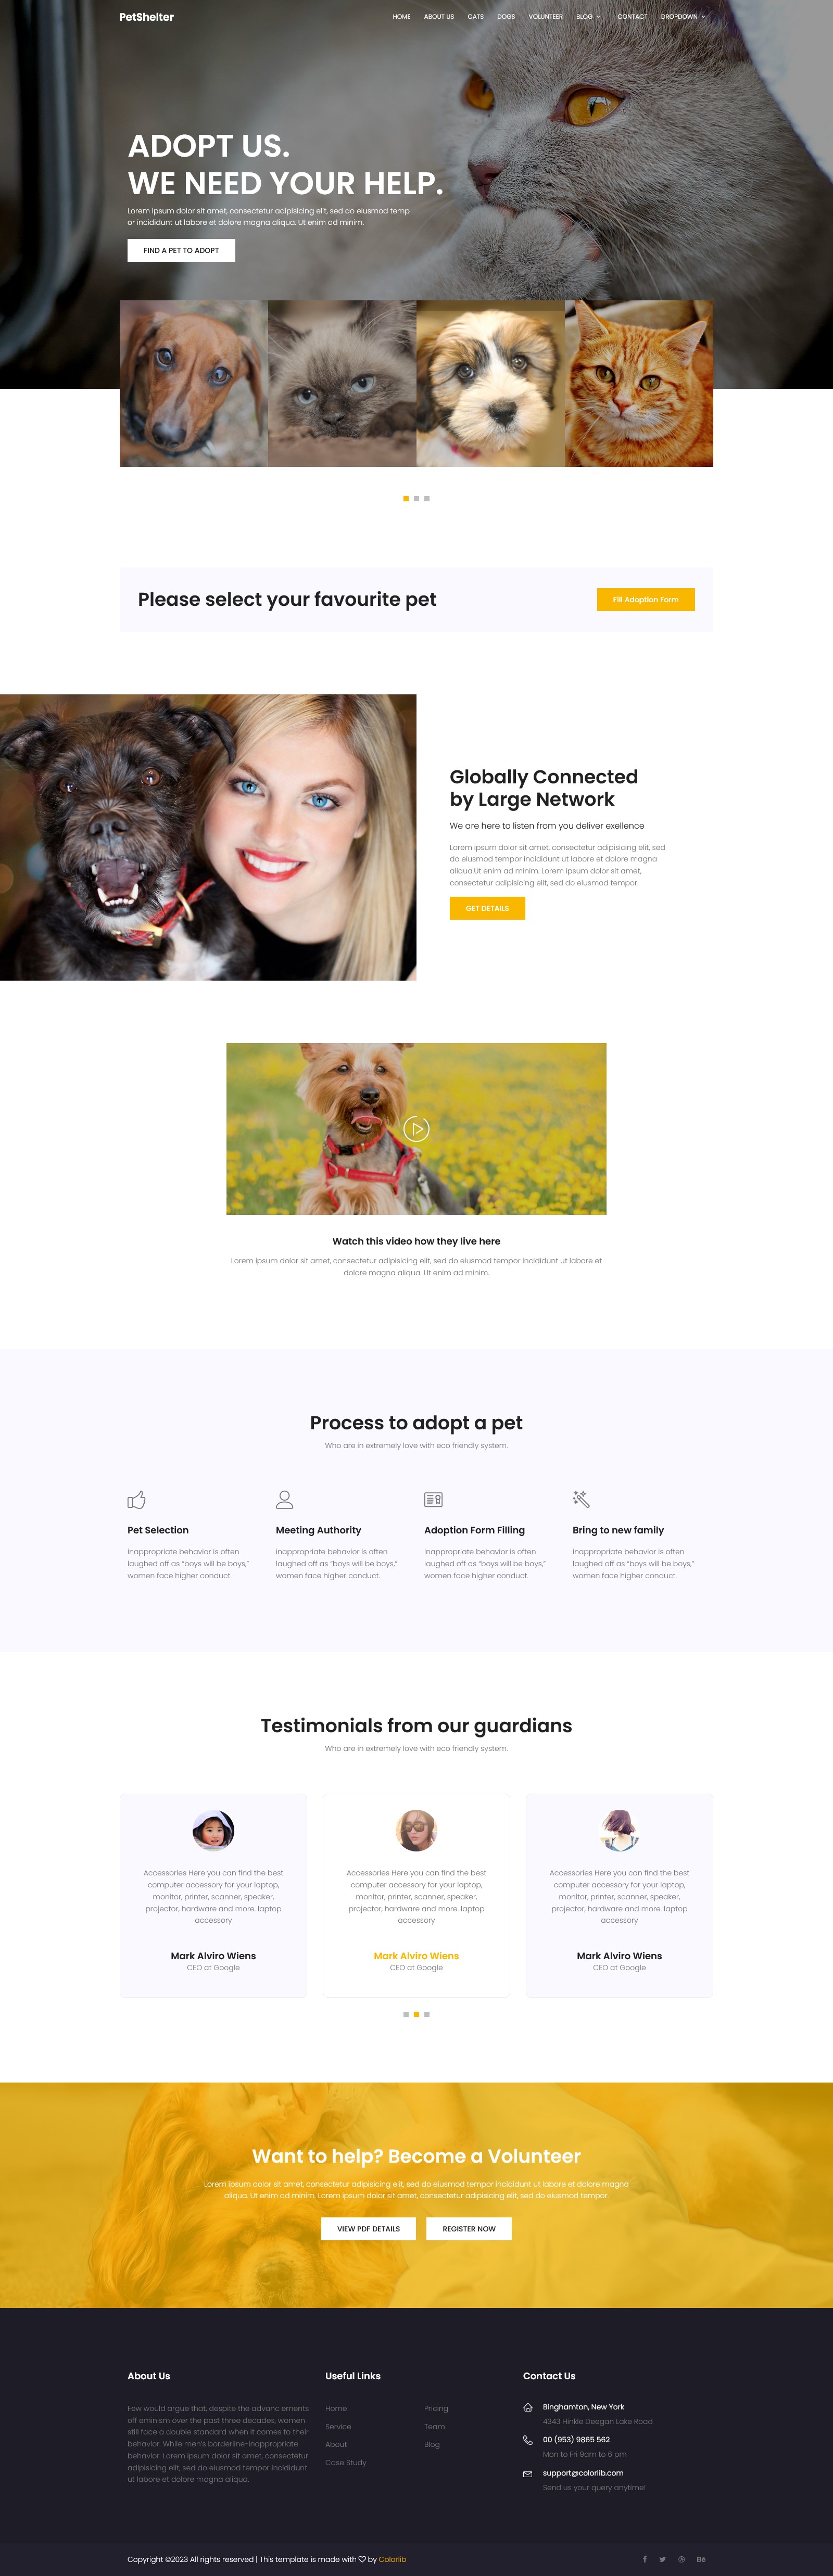 PetShelter
HOME ABOUT US CATS DOGS VOLUNTEER BLOG CONTACT DROPDOWN
ADOPT US.
WE NEED YOUR HELP.
Lorem ipsum dolor sit amet, consectetur adipisicing elit, sed do eiusmod temp
or incididunt ut labore et dolore magna aliqua. Ut enim ad minim.
FIND A PET TO ADOPT
Please select your favourite pet
Fill Adoption Form
Globally Connected
by Large Network
We are here to listen from you deliver exellence
Lorem ipsum dolor sit amet, consectetur adipisicing elit, sed
do eiusmod tempor incididunt ut labore et dolore magna
aliqua.Ut enim ad minim. Lorem ipsum dolor sit amet,
consectetur adipisicing elit, sed do eiusmod tempor.
GET DETAILS
Watch this video how they live here
Lorem ipsum dolor sit amet, consectetur adipisicing elit, sed do eiusmod tempor incididunt ut labore et
dolore magna aliqua. Ut enim ad minim.
Process to adopt a pet
Who are in extremely love with eco friendly system.
Pet Selection
inappropriate behavior is often
laughed off as “boys will be boys,”
women face higher conduct.
Meeting Authority
inappropriate behavior is often
laughed off as “boys will be boys,”
women face higher conduct.
Adoption Form Filling
inappropriate behavior is often
laughed off as “boys will be boys,”
women face higher conduct.
Bring to new family
inappropriate behavior is often
laughed off as “boys will be boys,”
women face higher conduct.
Testimonials from our guardians
Who are in extremely love with eco friendly system.
Accessories Here you can find the best
computer accessory for your laptop,
monitor, printer, scanner, speaker,
projector, hardware and more. laptop
accessory
Mark Alviro Wiens
CEO at Google
Accessories Here you can find the best
computer accessory for your laptop,
monitor, printer, scanner, speaker,
projector, hardware and more. laptop
accessory
Mark Alviro Wiens
CEO at Google
Accessories Here you can find the best
computer accessory for your laptop,
monitor, printer, scanner, speaker,
projector, hardware and more. laptop
accessory
Mark Alviro Wiens
CEO at Google
Want to help? Become a Volunteer
Lorem ipsum dolor sit amet, consectetur adipisicing elit, sed do eiusmod tempor incididunt ut labore et dolore magna
aliqua. Ut enim ad minim. Lorem ipsum dolor sit amet, consectetur adipisicing elit, sed do eiusmod tempor.
VIEW PDF DETAILS
REGISTER NOW
About Us
Few would argue that, despite the advanc ements
off eminism over the past three decades, women
still face a double standard when it comes to their
behavior. While men’s borderline-inappropriate
behavior. Lorem ipsum dolor sit amet, consectetur
adipisicing elit, sed do eiusmod tempor incididunt
ut labore et dolore magna aliqua.
Useful Links
Home
Service
About
Case Study
Pricing
Team
Blog
Contact Us
Binghamton, New York
4343 Hinkle Deegan Lake Road
00 (953) 9865 562
Mon to Fri 9am to 6 pm
support@colorlib.com
Send us your query anytime!
Copyright ©2023 All rights reserved | This template is made with ♡ by Colorlib